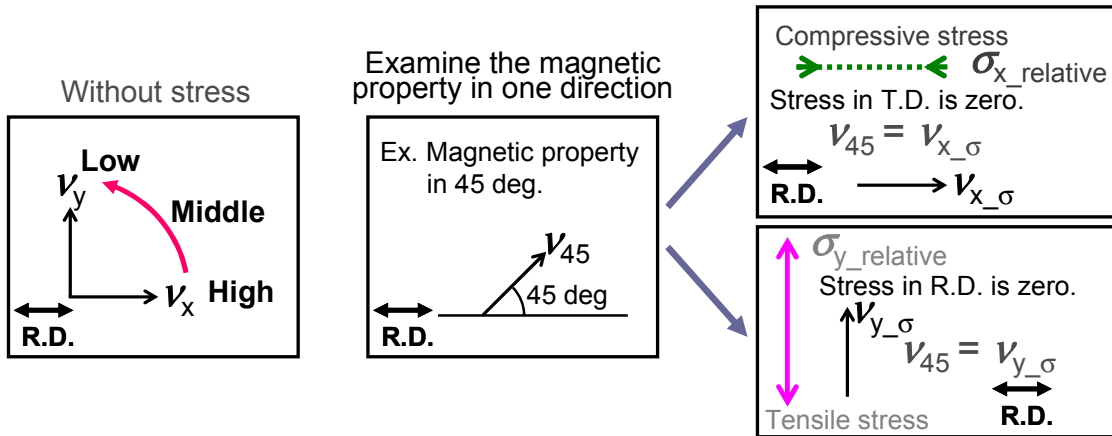 Without stress
Low
ν_y
Middle
ν_x High
R.D.
Examine the magnetic
property in one direction
Ex. Magnetic property
in 45 deg.
ν_45
45 deg
R.D.
Compressive stress
σ_x_relative
Stress in T.D. is zero.
ν_45 = ν_x_σ
R.D.
ν_x_σ
σ_y_relative
Stress in R.D. is zero.
ν_y_σ
ν_45 = ν_y_σ
R.D.
Tensile stress